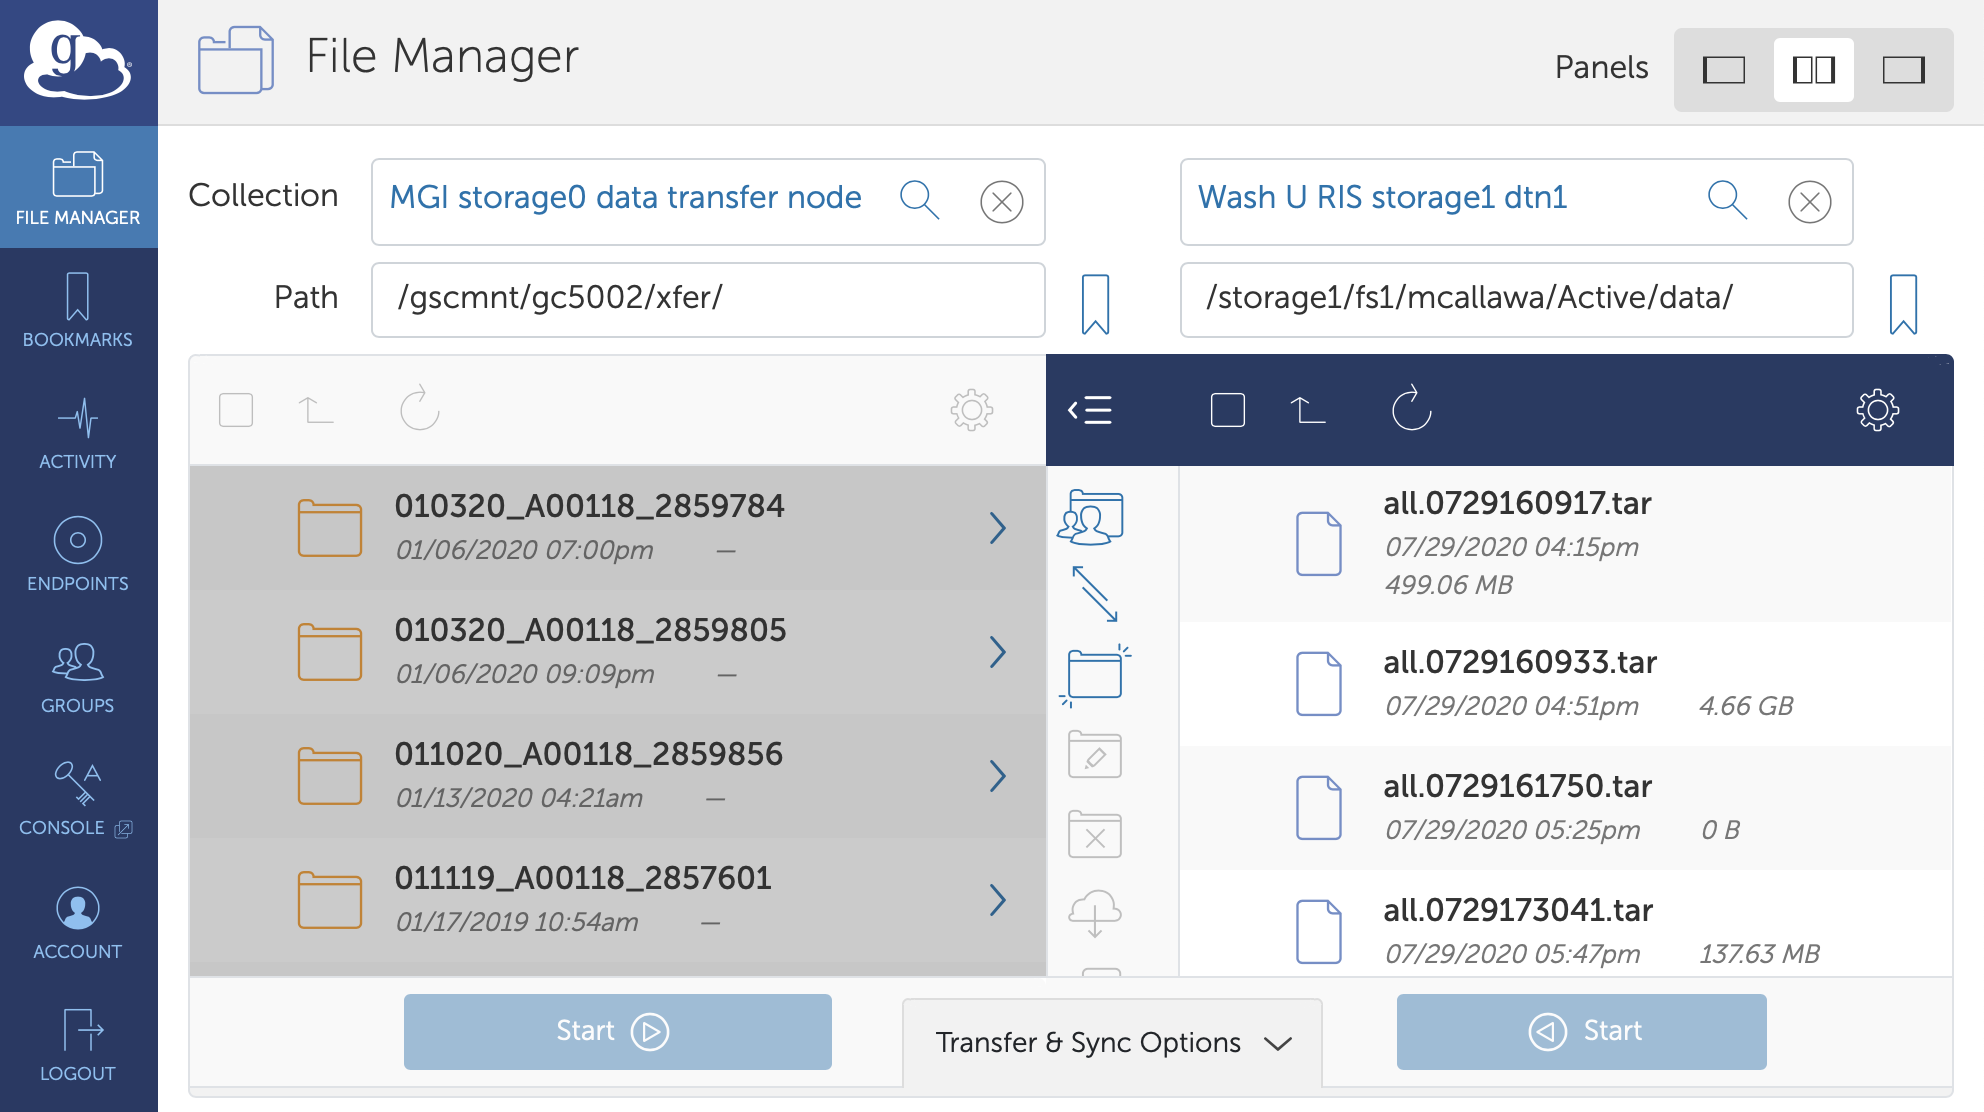 g
File Manager
Panels
FILE MANAGER
BOOKMARKS
ACTIVITY
ENDPOINTS
GROUPS
CONSOLE
ACCOUNT
LOGOUT
Collection
MGI storage0 data transfer node
Wash U RIS storage1 dtn1
Path
/gscmnt/gc5002/xfer/
/storage1/fs1/mcallawa/Active/data/
010320_A00118_2859784
01/06/2020 07:00pm —
010320_A00118_2859805
01/06/2020 09:09pm —
011020_A00118_2859856
01/13/2020 04:21am —
011119_A00118_2857601
01/17/2019 10:54am —
all.0729160917.tar
07/29/2020 04:15pm
499.06 MB
all.0729160933.tar
07/29/2020 04:51pm 4.66 GB
all.0729161750.tar
07/29/2020 05:25pm 0 B
all.0729173041.tar
07/29/2020 05:47pm 137.63 MB
Start
Transfer & Sync Options
Start